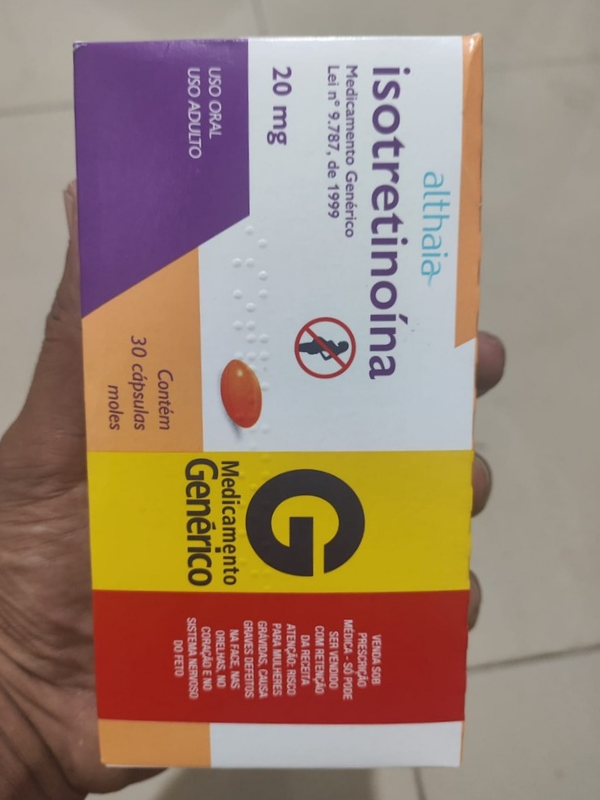 althaia
isotretinoína
Medicamento Genérico
Lei nº 9.787, de 1999
20 mg
USO ORAL
USO ADULTO
Contém
30 cápsulas
moles
G
Medicamento
Genérico
VENDA SOB
PRESCRIÇÃO
MÉDICA - SÓ PODE
SER VENDIDO
COM RETENÇÃO
DA RECEITA
ATENÇÃO: RISCO
PARA MULHERES
GRÁVIDAS, CAUSA
GRAVES DEFEITOS
NA FACE, NAS
ORELHAS, NO
CORAÇÃO E NO
SISTEMA NERVOSO
DO FETO